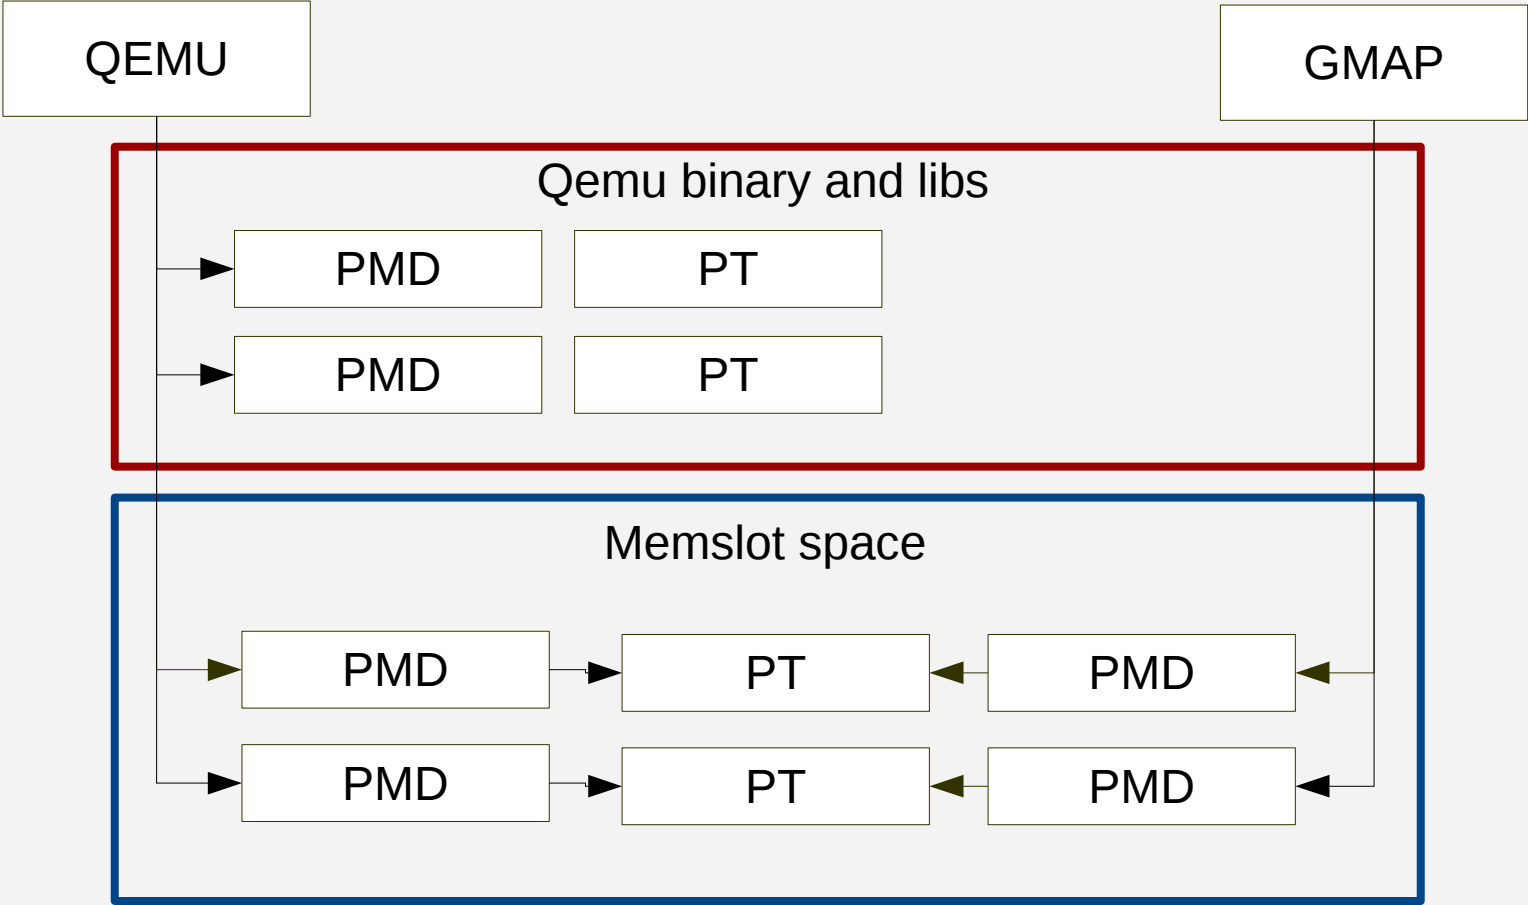 QEMU
GMAP
Qemu binary and libs
PMD
PT
PMD
PT
Memslot space
PMD
PT
PMD
PMD
PT
PMD